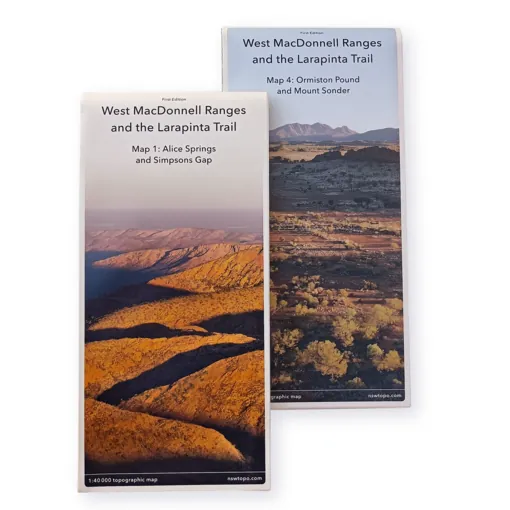 First Edition
West MacDonnell Ranges
and the Larapinta Trail
Map 1: Alice Springs
and Simpsons Gap
1:40 000 topographic map
nswtopo.com
First Edition
West MacDonnell Ranges
and the Larapinta Trail
Map 4: Ormiston Pound
and Mount Sonder
graphic map
nswtopo.com